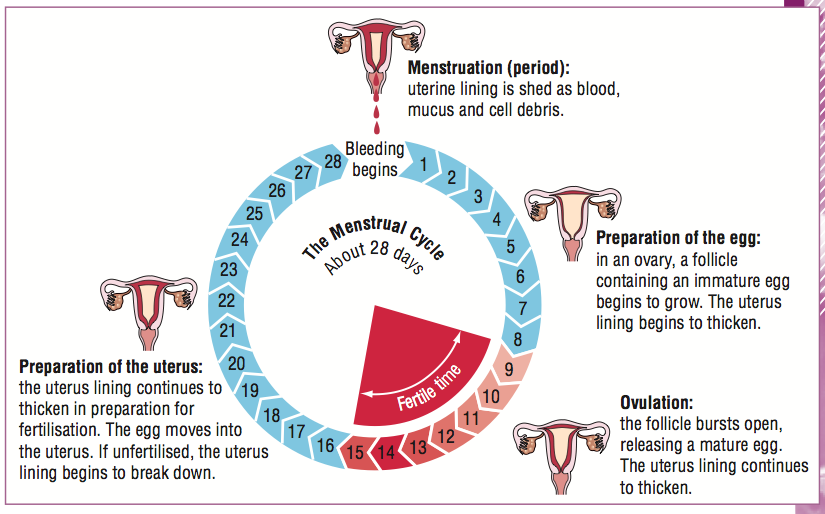 Menstruation (period):
uterine lining is shed as blood,
mucus and cell debris.
Bleeding
begins
1
2
3
4
5
6
7
8
9
10
11
12
13
14
15
16
17
18
19
20
21
22
23
24
25
26
27
28
The Menstrual Cycle
About 28 days
Fertile time
Preparation of the egg:
in an ovary, a follicle
containing an immature egg
begins to grow. The uterus
lining begins to thicken.
Ovulation:
the follicle bursts open,
releasing a mature egg.
The uterus lining continues
to thicken.
Preparation of the uterus:
the uterus lining continues to
thicken in preparation for
fertilisation. The egg moves into
the uterus. If unfertilised, the uterus
lining begins to break down.